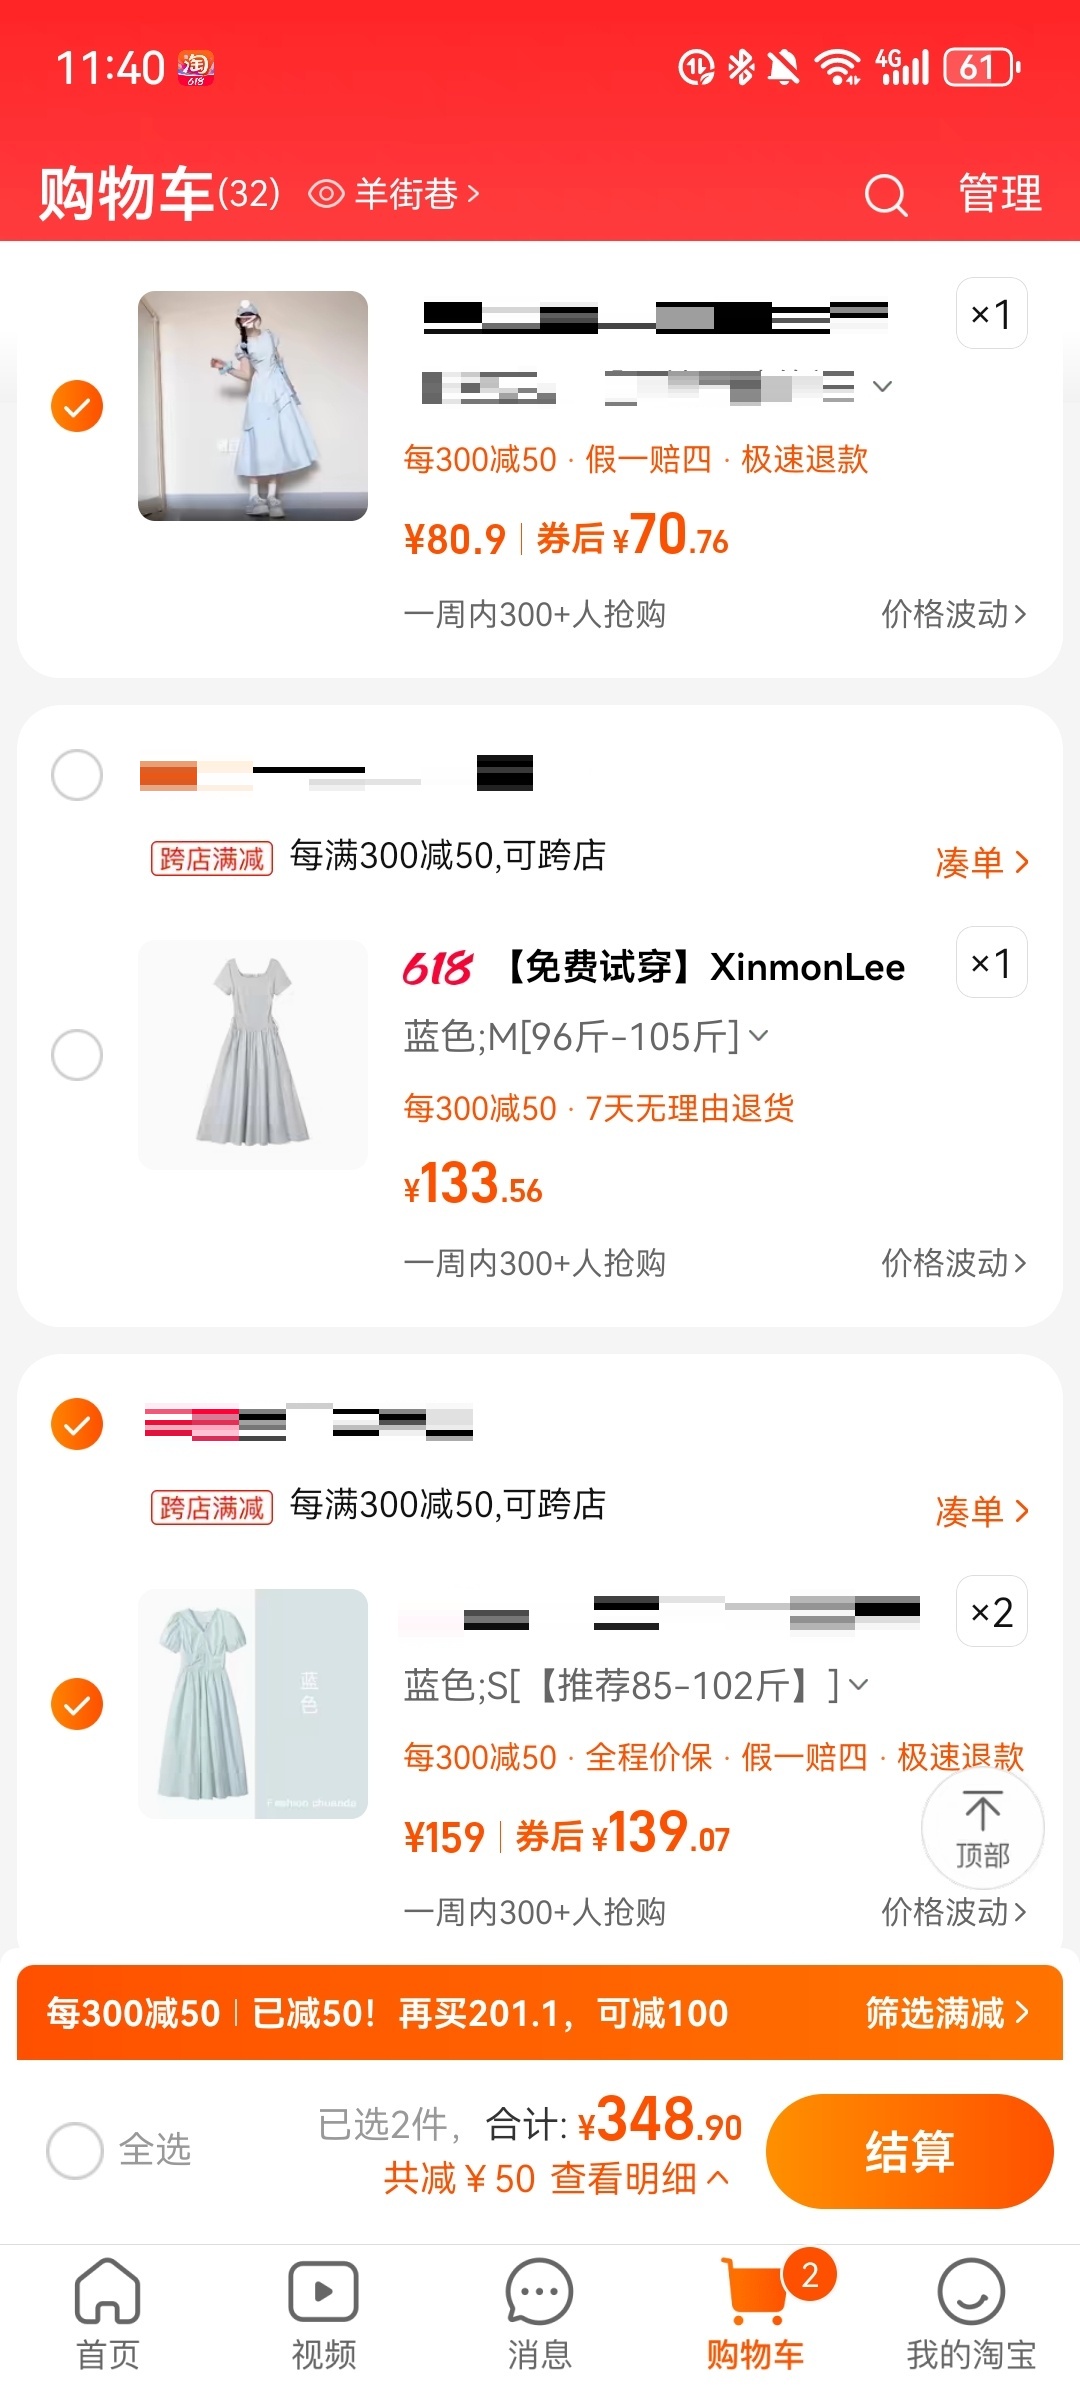 11:40
淘
618
4G
61
购物车(32)
羊街巷
管理
×1
每300减50 · 假一赔四 · 极速退款
¥80.9 券后 ¥70.76
一周内300+人抢购
价格波动
跨店满减 每满300减50,可跨店
凑单
618 【免费试穿】XinmonLee
×1
蓝色;M[96斤-105斤]
每300减50 · 7天无理由退货
¥133.56
一周内300+人抢购
价格波动
跨店满减 每满300减50,可跨店
凑单
蓝色
Fashion zhuanda
×2
蓝色;S[【推荐85-102斤】]
每300减50 · 全程价保 · 假一赔四 · 极速退款
¥159 券后 ¥139.07
顶部
一周内300+人抢购
价格波动
每300减50 已减50！再买201.1，可减100
筛选满减
全选
已选2件，合计:¥348.90
共减¥50 查看明细
结算
首页
视频
消息
2
购物车
我的淘宝